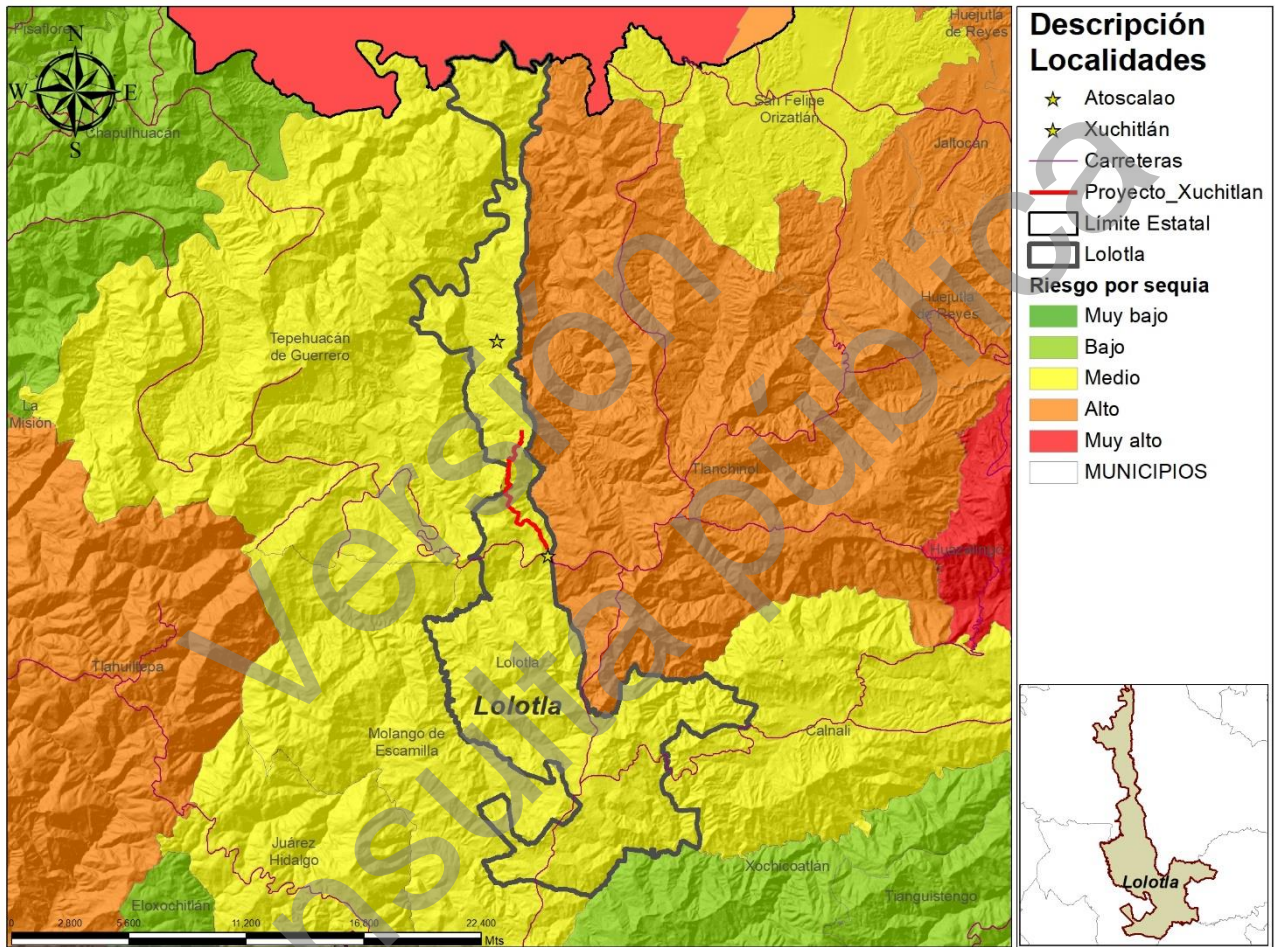 Pisaflores
Huejutla
de Reyes
N
W
E
S
Chapulhuacán
San Felipe
Orizatlán
Jaltocán
Huejutla
de Reyes
Tepehuacán
de Guerrero
La
Misión
Tlanchinol
Huazalingo
Tlahuiltepa
Lolotla
Lolotla
Molango de
Escamilla
Calnali
Juárez
Hidalgo
Xochicoatlán
Eloxochitlán
Tianguistengo
0 2,800 5,600 11,200 16,800 22,400
Mts
Versión
consulta pública
Descripción
Localidades
Atoscalao
Xuchitlán
Carreteras
Proyecto_Xuchitlan
Límite Estatal
Lolotla
Riesgo por sequia
Muy bajo
Bajo
Medio
Alto
Muy alto
MUNICIPIOS
Lolotla